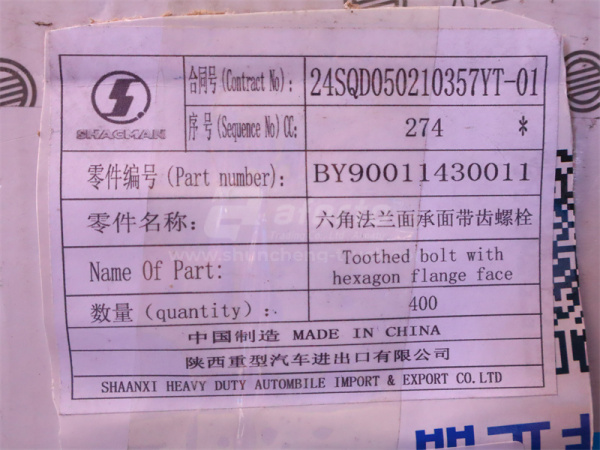 SHACMAN
合同号(Contract No): 24SQD050210357YT-01
序号(Sequence No)CC: 274 *
零件编号(Part number): BY90011430011
零件名称: 六角法兰面承面带齿螺栓
Name Of Part: Toothed bolt with
hexagon flange face
数量(quantity): 400
中国制造 MADE IN CHINA
陕西重型汽车进出口有限公司
SHAANXI HEAVY DUTY AUTOMBILE IMPORT & EXPORT CO.LTD